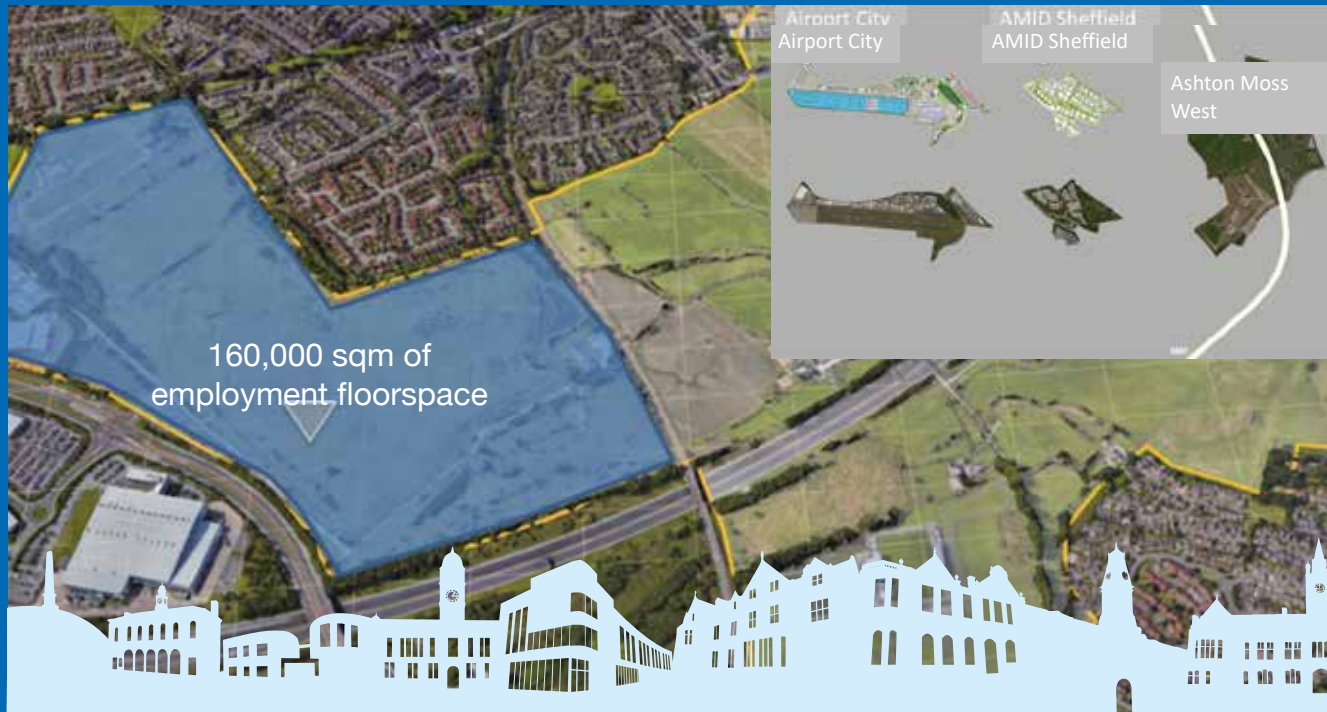 Airport City
AMID Sheffield
Airport City
AMID Sheffield
Ashton Moss
West
160,000 sqm of
employment floorspace